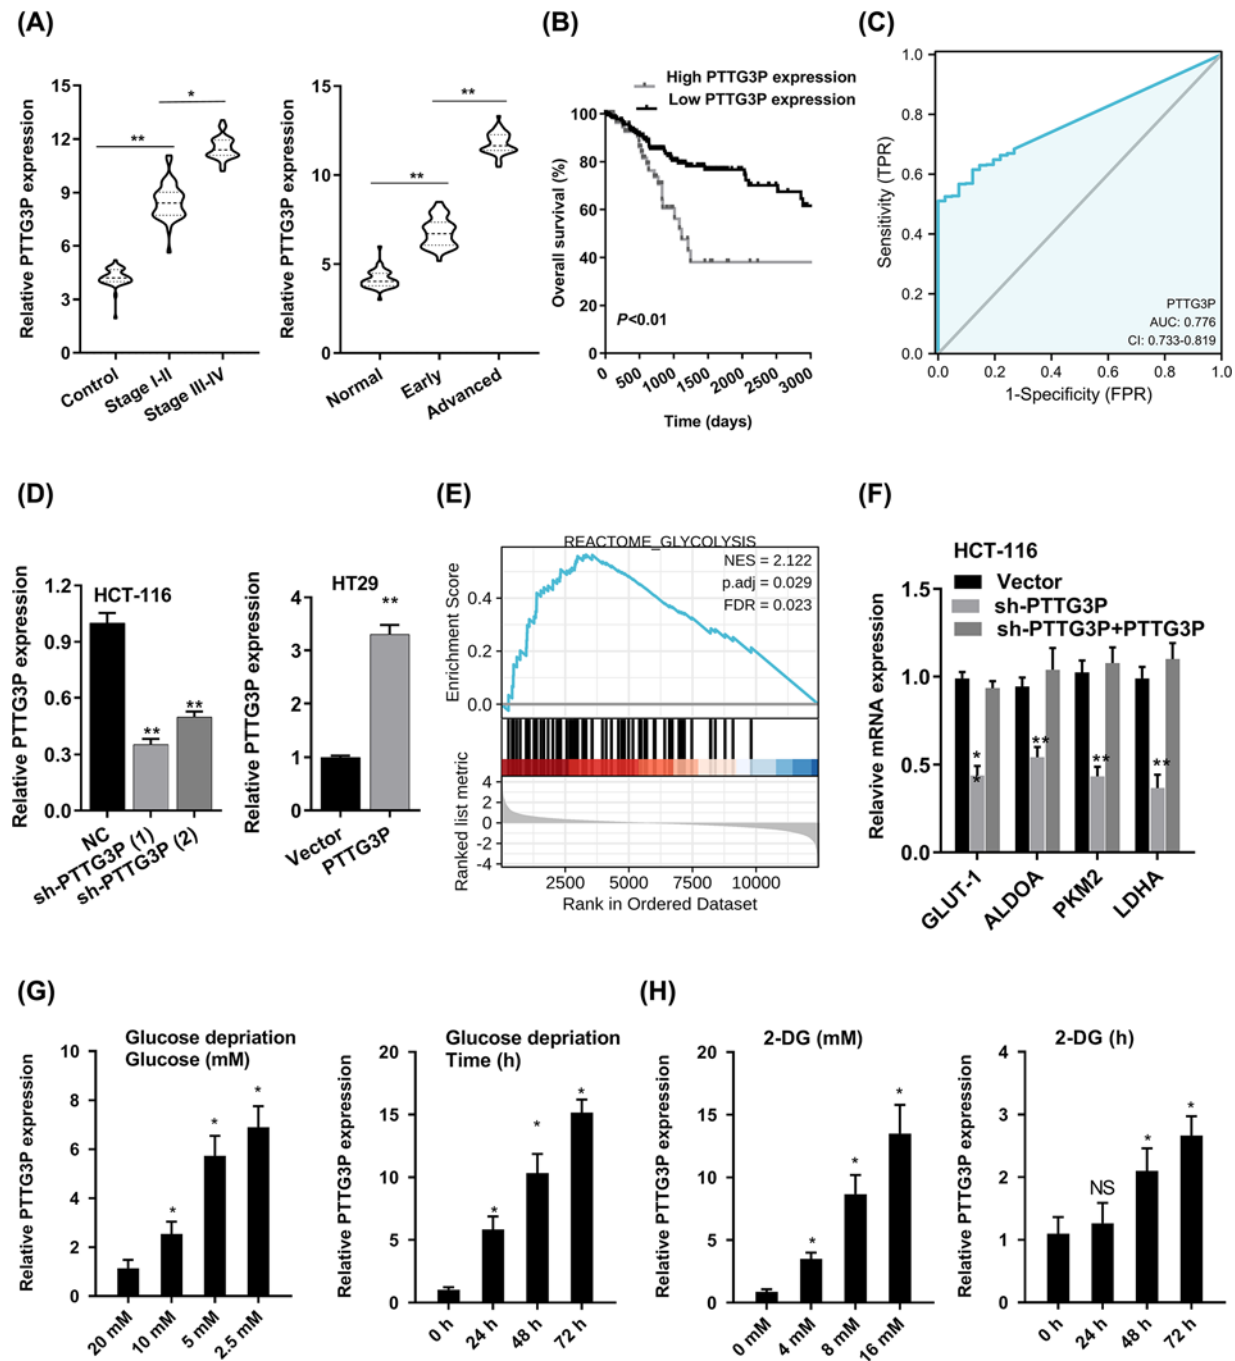 (A)
Relative PTTG3P expression
15
12
9
6
3
0
**
*
Control
Stage I-II
Stage III-IV
Relative PTTG3P expression
15
10
5
0
**
**
Normal
Early
Advanced
(B)
High PTTG3P expression
Low PTTG3P expression
Overall survival (%)
100
80
60
40
20
0
P<0.01
0
500
1000
1500
2000
2500
3000
Time (days)
(C)
Sensitivity (TPR)
1.0
0.8
0.6
0.4
0.2
0.0
PTTG3P
AUC: 0.776
CI: 0.733-0.819
0.0 0.2 0.4 0.6 0.8 1.0
1-Specificity (FPR)
(D)
Relative PTTG3P expression
1.2
0.9
0.6
0.3
0.0
HCT-116
**
**
NC
sh-PTTG3P (1)
sh-PTTG3P (2)
Relative PTTG3P expression
4
3
2
1
0
HT29
**
Vector
PTTG3P
(E)
REACTOME_GLYCOLYSIS
NES = 2.122
p.adj = 0.029
FDR = 0.023
Enrichment Score
0.4
0.2
0.0
Ranked list metric
4
2
0
-2
-4
2500 5000 7500 10000
Rank in Ordered Dataset
(F)
HCT-116
Vector
sh-PTTG3P
sh-PTTG3P+PTTG3P
Relavive mRNA expression
1.5
1.0
0.5
0.0
*
*
**
**
**
GLUT-1
ALDOA
PKM2
LDHA
(G)
Glucose depriation
Glucose (mM)
Relative PTTG3P expression
10
8
6
4
2
0
*
*
*
20 mM
10 mM
5 mM
2.5 mM
Glucose depriation
Time (h)
Relative PTTG3P expression
20
15
10
5
0
*
*
*
0 h
24 h
48 h
72 h
(H)
2-DG (mM)
Relative PTTG3P expression
20
15
10
5
0
*
*
*
0 mM
4 mM
8 mM
16 mM
2-DG (h)
Relative PTTG3P expression
4
3
2
1
0
NS
*
*
0 h
24 h
48 h
72 h